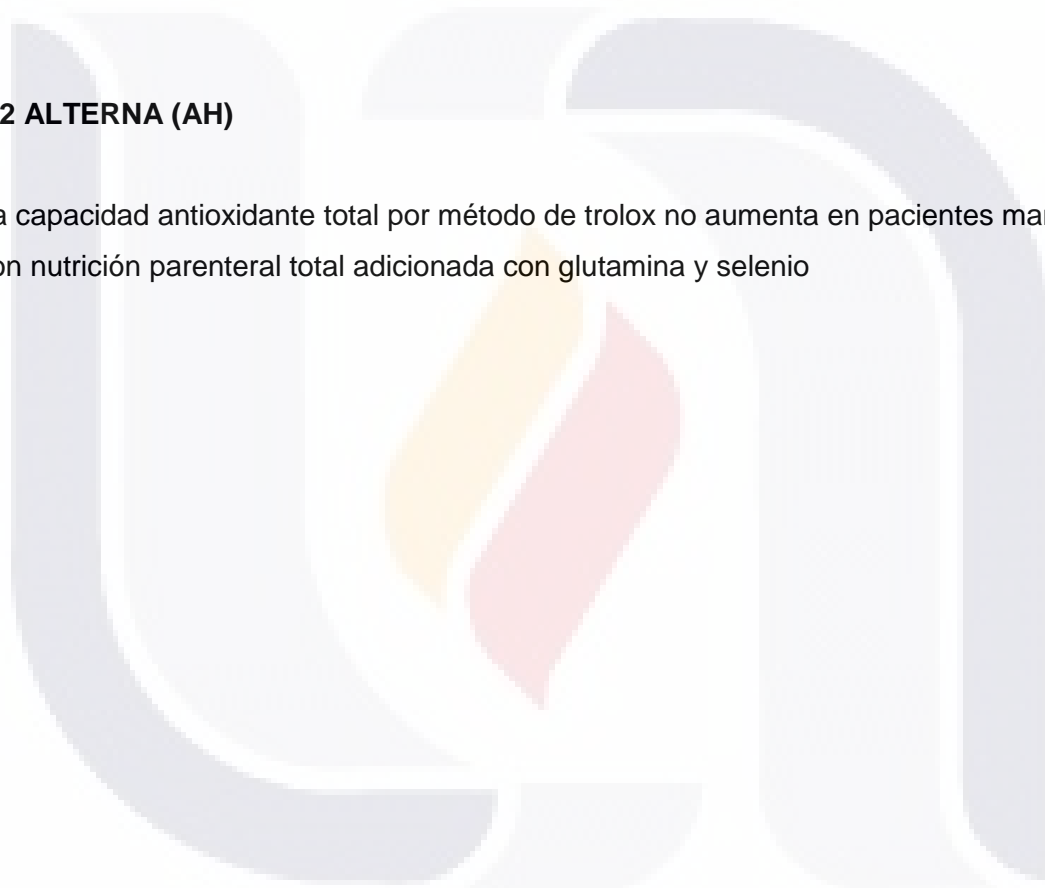 2 ALTERNA (AH)
a capacidad antioxidante total por método de trolox no aumenta en pacientes
on nutrición parenteral total adicionada con glutamina y selenio